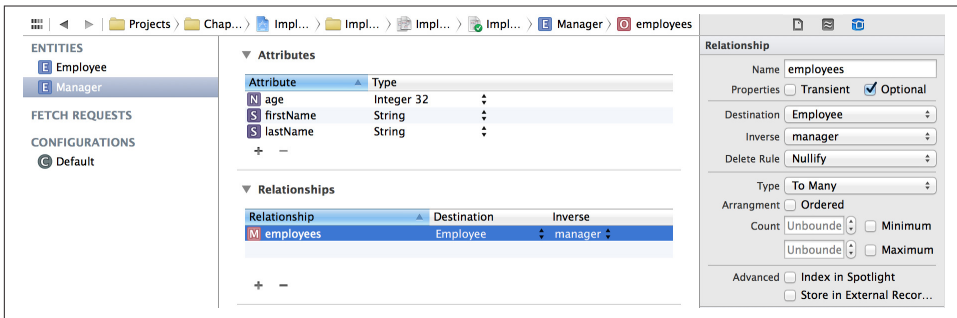 Projects Chap... Impl... Impl... Impl... Impl... E Manager O employees
ENTITIES
E Employee
E Manager
FETCH REQUESTS
CONFIGURATIONS
C Default
Attributes
Attribute Type
N age Integer 32
S firstName String
S lastName String
+ −
Relationships
Relationship Destination Inverse
M employees Employee manager
+ −
Relationship
Name employees
Properties Transient Optional
Destination Employee
Inverse manager
Delete Rule Nullify
Type To Many
Arrangment Ordered
Count Unbounde Minimum
Unbounde Maximum
Advanced Index in Spotlight
Store in External Recor...